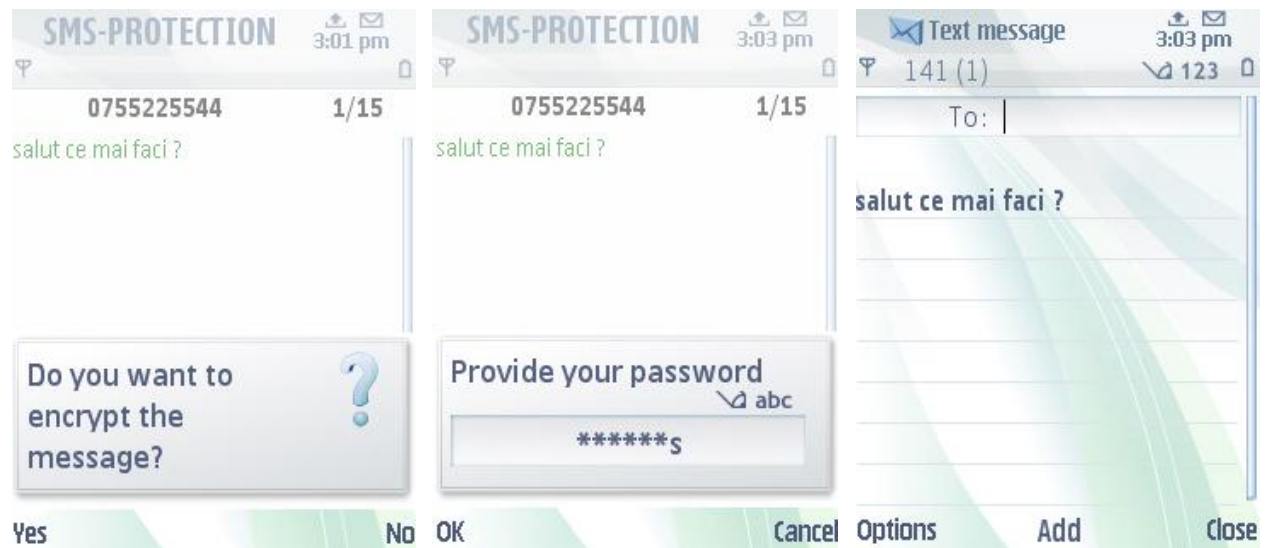 SMS-PROTECTION
3:01 pm
0755225544 1/15
salut ce mai faci ?
Do you want to
encrypt the
message?
Yes No
SMS-PROTECTION
3:03 pm
0755225544 1/15
salut ce mai faci ?
Provide your password
abc
******s
OK Cancel
Text message
3:03 pm
141 (1) 123
To:
salut ce mai faci ?
Options Add Close